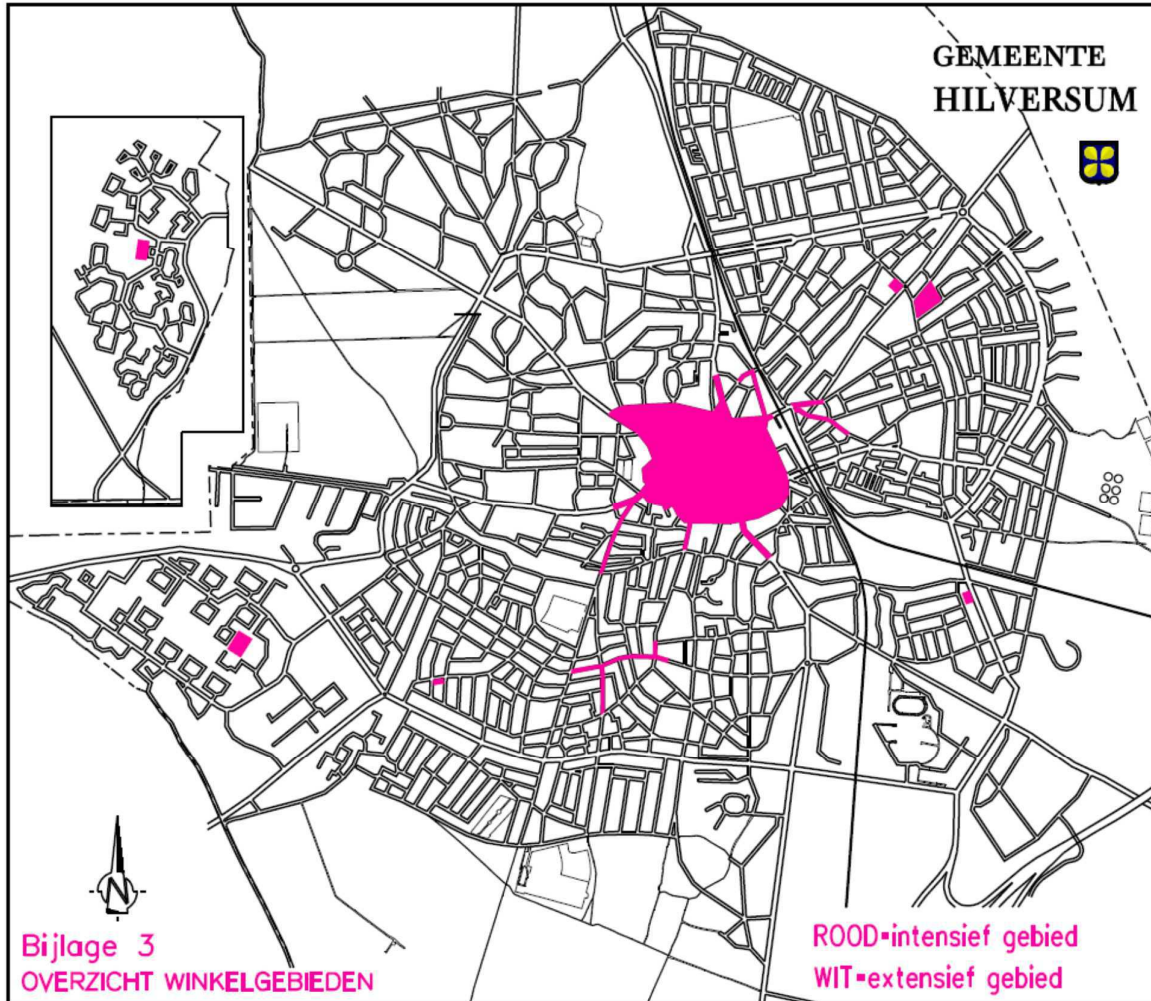 GEMEENTE
HILVERSUM
N
Bijlage 3
OVERZICHT WINKELGEBIEDEN
ROOD=intensief gebied
WIT=extensief gebied